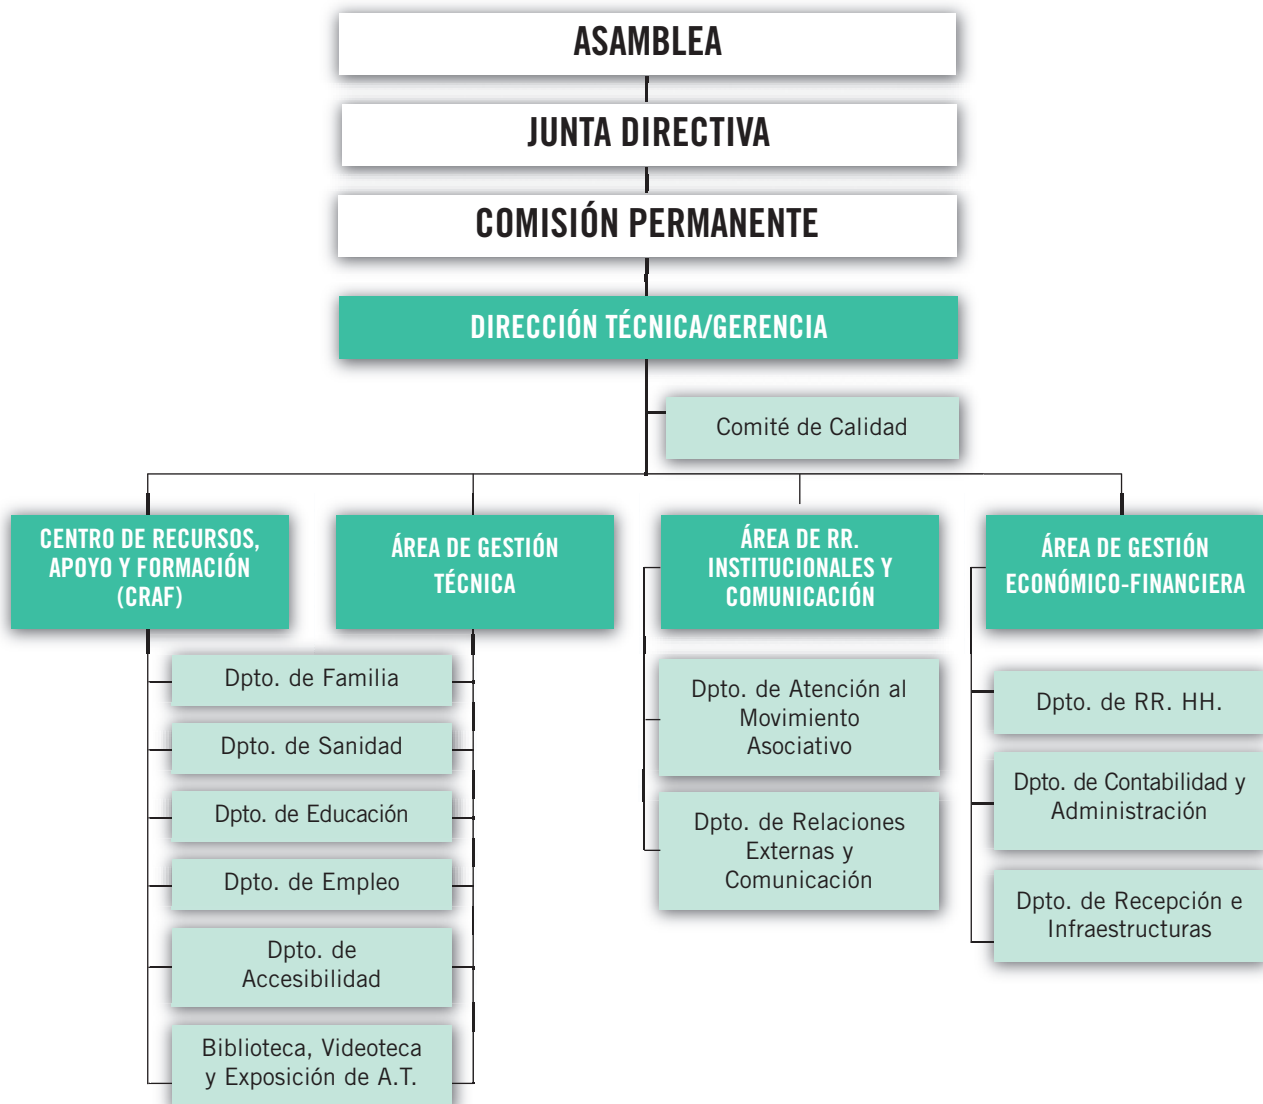 ASAMBLEA
JUNTA DIRECTIVA
COMISIÓN PERMANENTE
DIRECCIÓN TÉCNICA/GERENCIA
Comité de Calidad
CENTRO DE RECURSOS,
APOYO Y FORMACIÓN
(CRAF)
ÁREA DE GESTIÓN
TÉCNICA
ÁREA DE RR.
INSTITUCIONALES Y
COMUNICACIÓN
ÁREA DE GESTIÓN
ECONÓMICO-FINANCIERA
Dpto. de Familia
Dpto. de Sanidad
Dpto. de Educación
Dpto. de Empleo
Dpto. de
Accesibilidad
Biblioteca, Videoteca
y Exposición de A.T.
Dpto. de Atención al
Movimiento
Asociativo
Dpto. de Relaciones
Externas y
Comunicación
Dpto. de RR. HH.
Dpto. de Contabilidad y
Administración
Dpto. de Recepción e
Infraestructuras